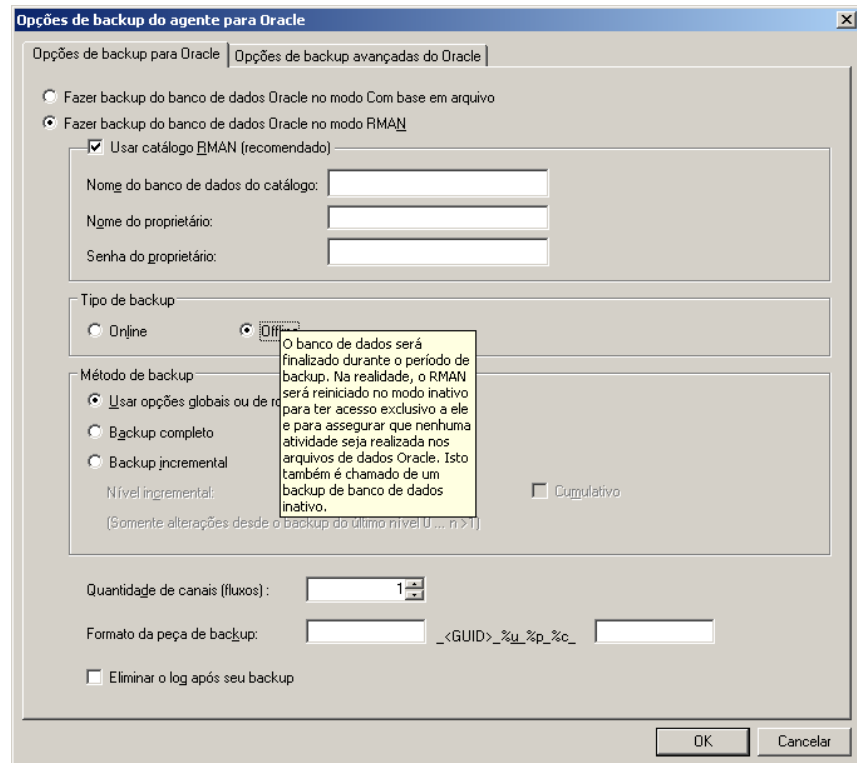 Opções de backup do agente para Oracle
Opções de backup para Oracle
Opções de backup avançadas do Oracle
Fazer backup do banco de dados Oracle no modo Com base em arquivo
Fazer backup do banco de dados Oracle no modo RMAN
Usar catálogo RMAN (recomendado)
Nome do banco de dados do catálogo:
Nome do proprietário:
Senha do proprietário:
Tipo de backup
Online
O banco de dados será
finalizado durante o período de
backup. Na realidade, o RMAN
será reiniciado no modo inativo
para ter acesso exclusivo a ele
e para assegurar que nenhuma
atividade seja realizada nos
arquivos de dados Oracle. Isto
também é chamado de um
backup de banco de dados
inativo.
Método de backup
Usar opções globais ou de
Backup completo
Backup incremental
Nível incremental:
Cumulativo
(Somente alterações desde o backup do último nível 0 ... n >1)
Quantidade de canais (fluxos) :
1
Formato da peça de backup:
_<GUID>_%u_%p_%c_
Eliminar o log após seu backup
OK
Cancelar